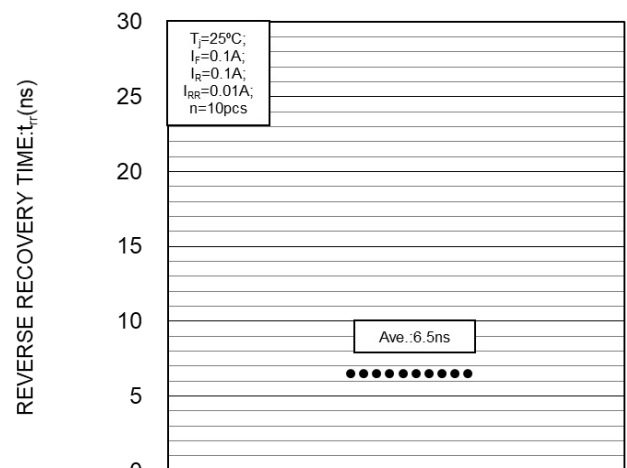 REVERSE RECOVERY TIME:trr(ns)
30
25
20
15
10
5
0
Tj=25ºC;
IF=0.1A;
IR=0.1A;
IRR=0.01A;
n=10pcs
Ave.:6.5ns